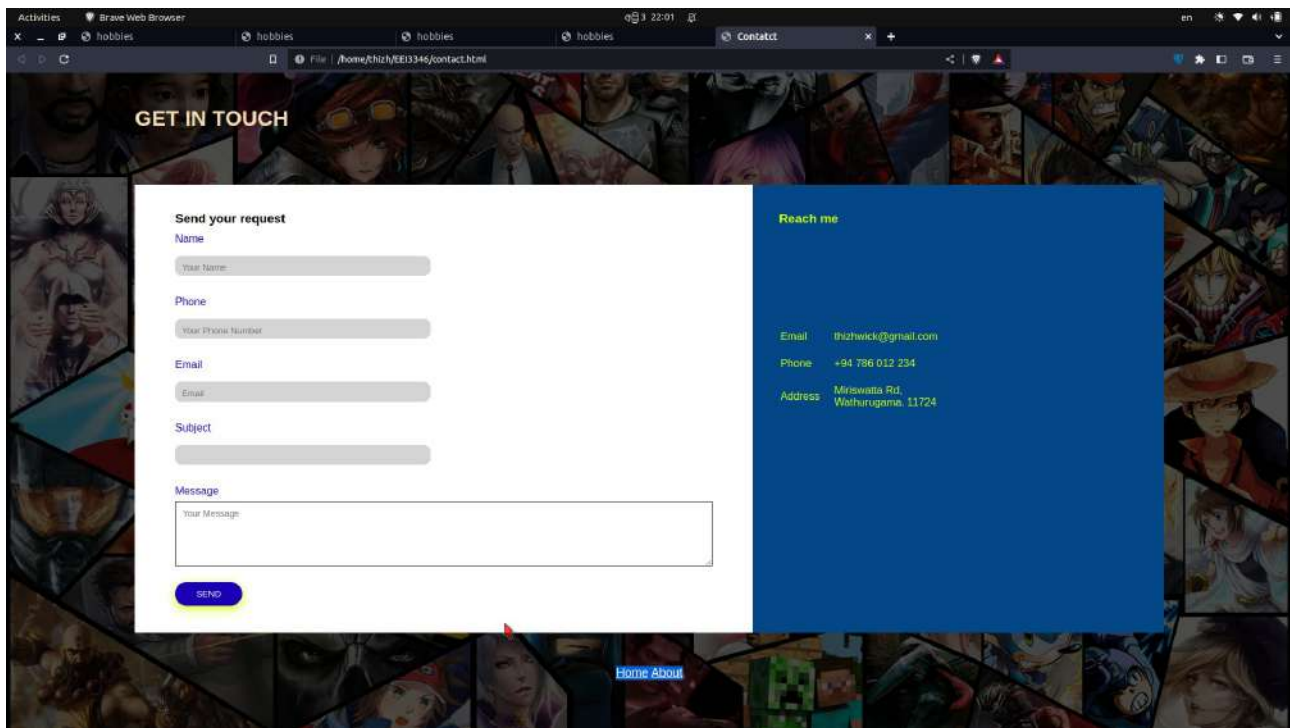 Activities Brave Web Browser 22:01 en
hobbies hobbies hobbies hobbies Contatct
File /home/thizh/EEI3346/contact.html
GET IN TOUCH
Send your request
Name
Your Name
Phone
Your Phone Number
Email
Email
Subject
Message
Your Message
SEND
Reach me
Email thizhwick@gmail.com
Phone +94 786 012 234
Address Miriswatta Rd,
Wathurugama. 11724
Home About